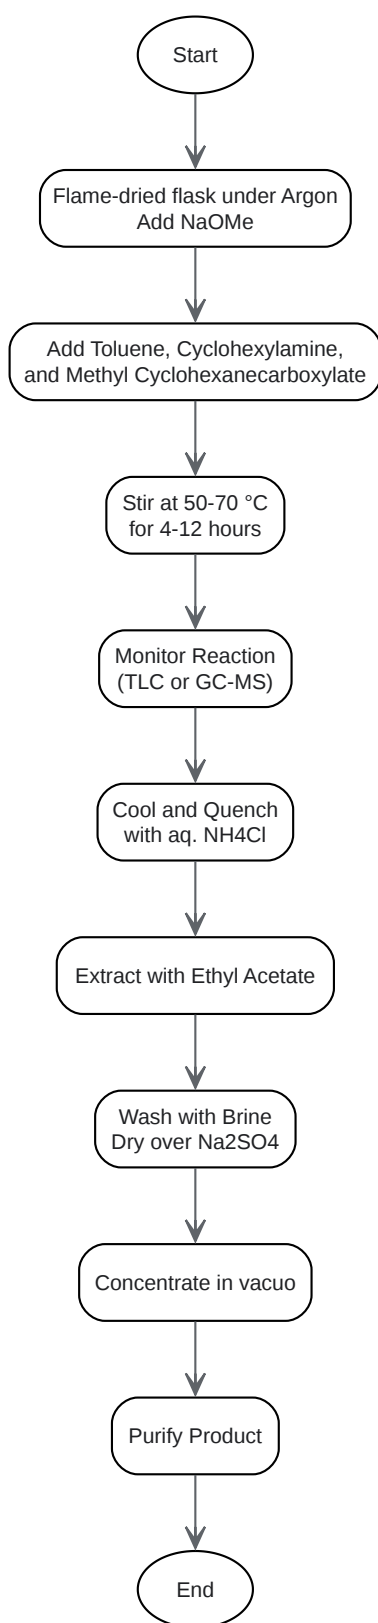 Start
Flame-dried flask under Argon
Add NaOMe
Add Toluene, Cyclohexylamine,
and Methyl Cyclohexanecarboxylate
Stir at 50-70 °C
for 4-12 hours
Monitor Reaction
(TLC or GC-MS)
Cool and Quench
with aq. NH4Cl
Extract with Ethyl Acetate
Wash with Brine
Dry over Na2SO4
Concentrate in vacuo
Purify Product
End